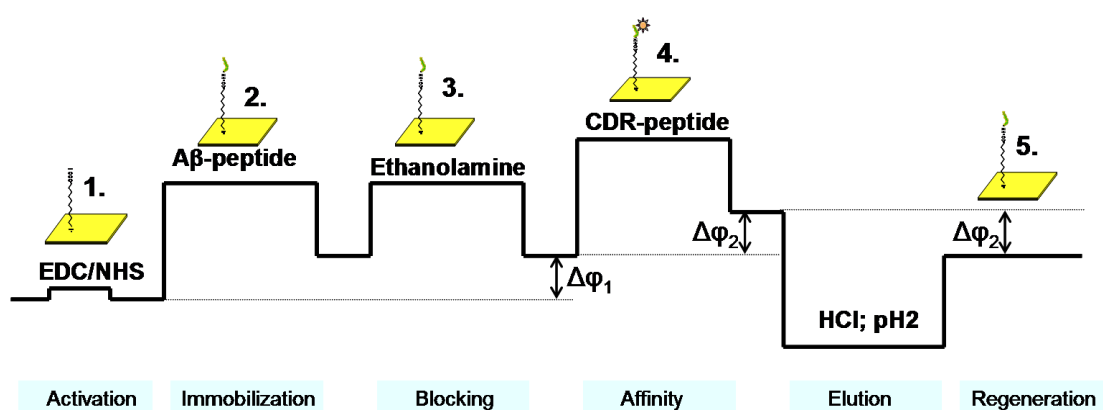 4.
2.
3.
CDR-peptide
Aβ-peptide
Ethanolamine
5.
1.
EDC/NHS
Δφ2
Δφ2
Δφ1
HCl; pH2
Activation
Immobilization
Blocking
Affinity
Elution
Regeneration